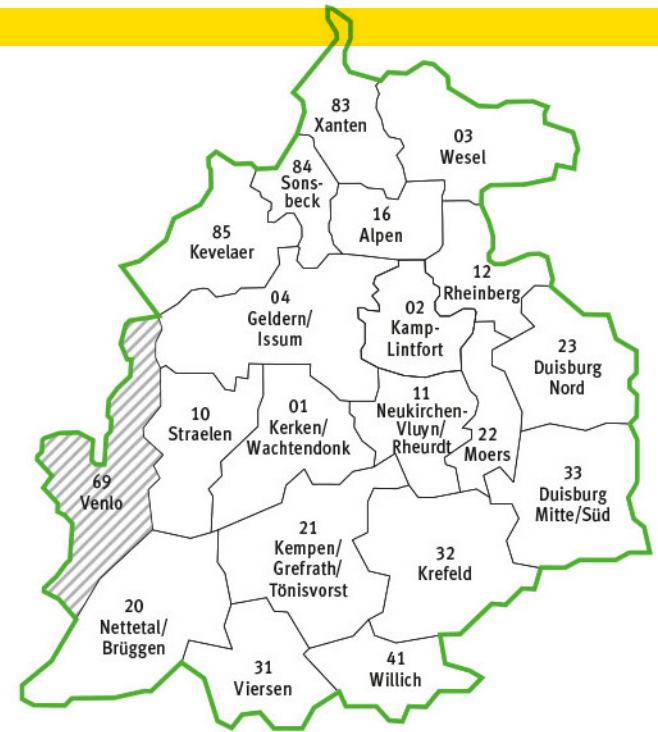 83
Xanten
03
Wesel
84
Sons-
beck
16
Alpen
85
Kevelaer
12
Rheinberg
04
Geldern/
Issum
02
Kamp-
Lintfort
23
Duisburg
Nord
10
Straelen
01
Kerken/
Wachtendonk
11
Neukirchen-
Vluyn/
Rheurdt
22
Moers
69
Venlo
33
Duisburg
Mitte/Süd
21
Kempen/
Grefrath/
Tönisvorst
32
Krefeld
20
Nettetal/
Brüggen
31
Viersen
41
Willich